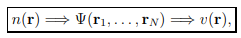 n(r) ⟹ Ψ(r₁, . . . , r_N) ⟹ v(r),